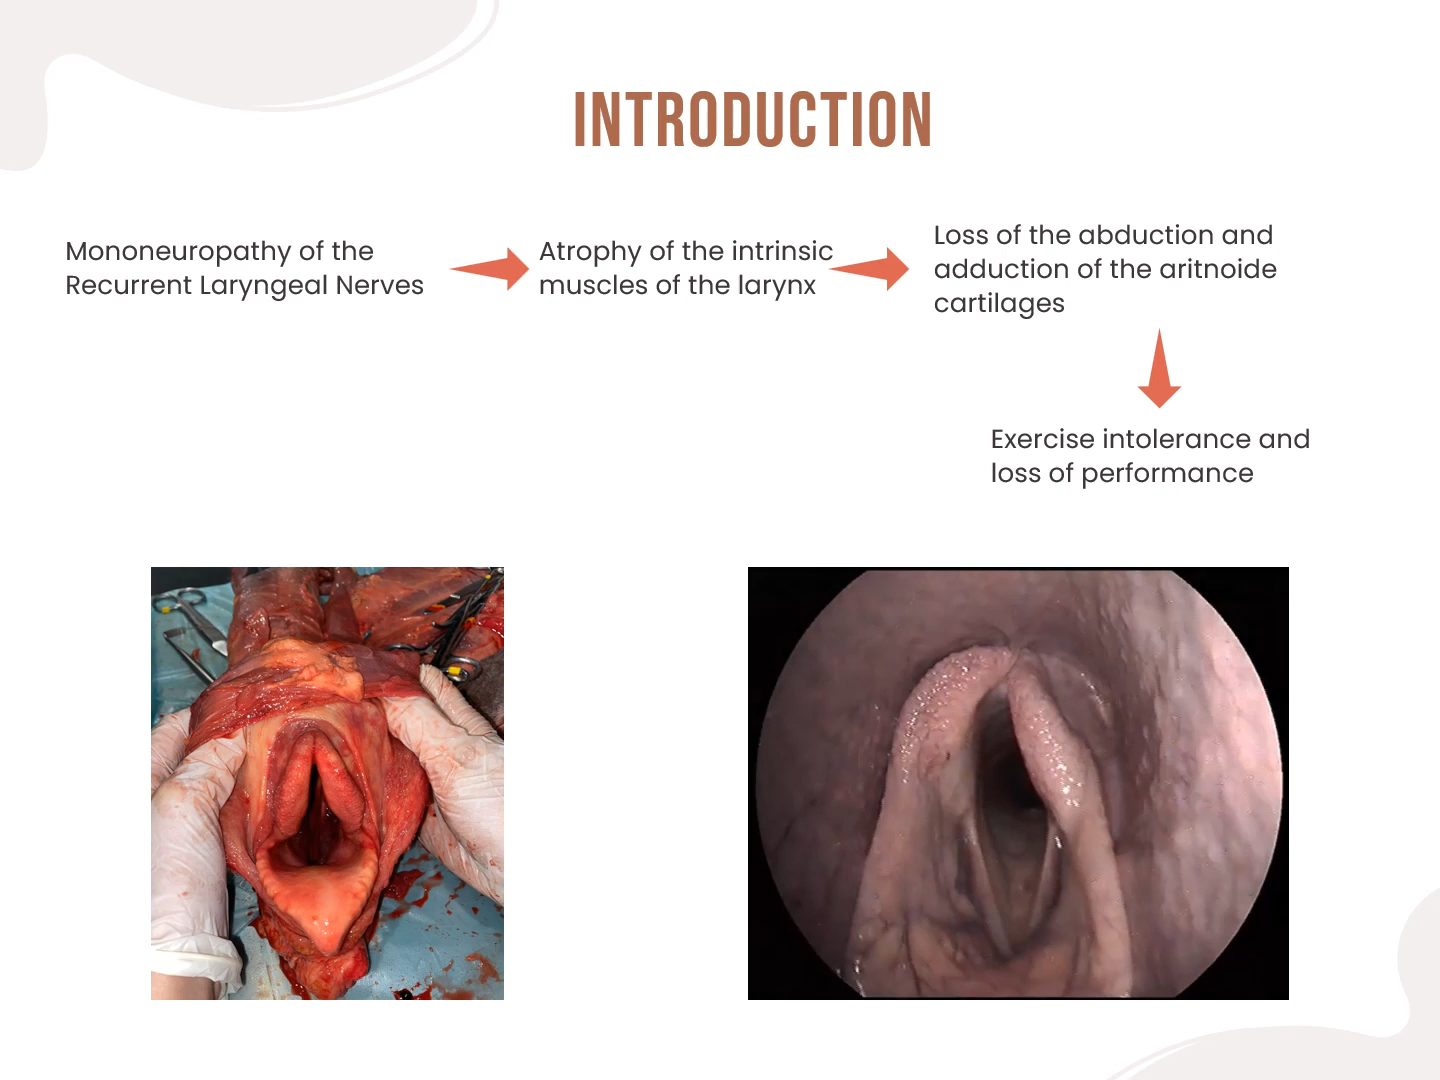 INTRODUCTION
Mononeuropathy of the
Recurrent Laryngeal Nerves
Atrophy of the intrinsic
muscles of the larynx
Loss of the abduction and
adduction of the aritnoide
cartilages
Exercise intolerance and
loss of performance